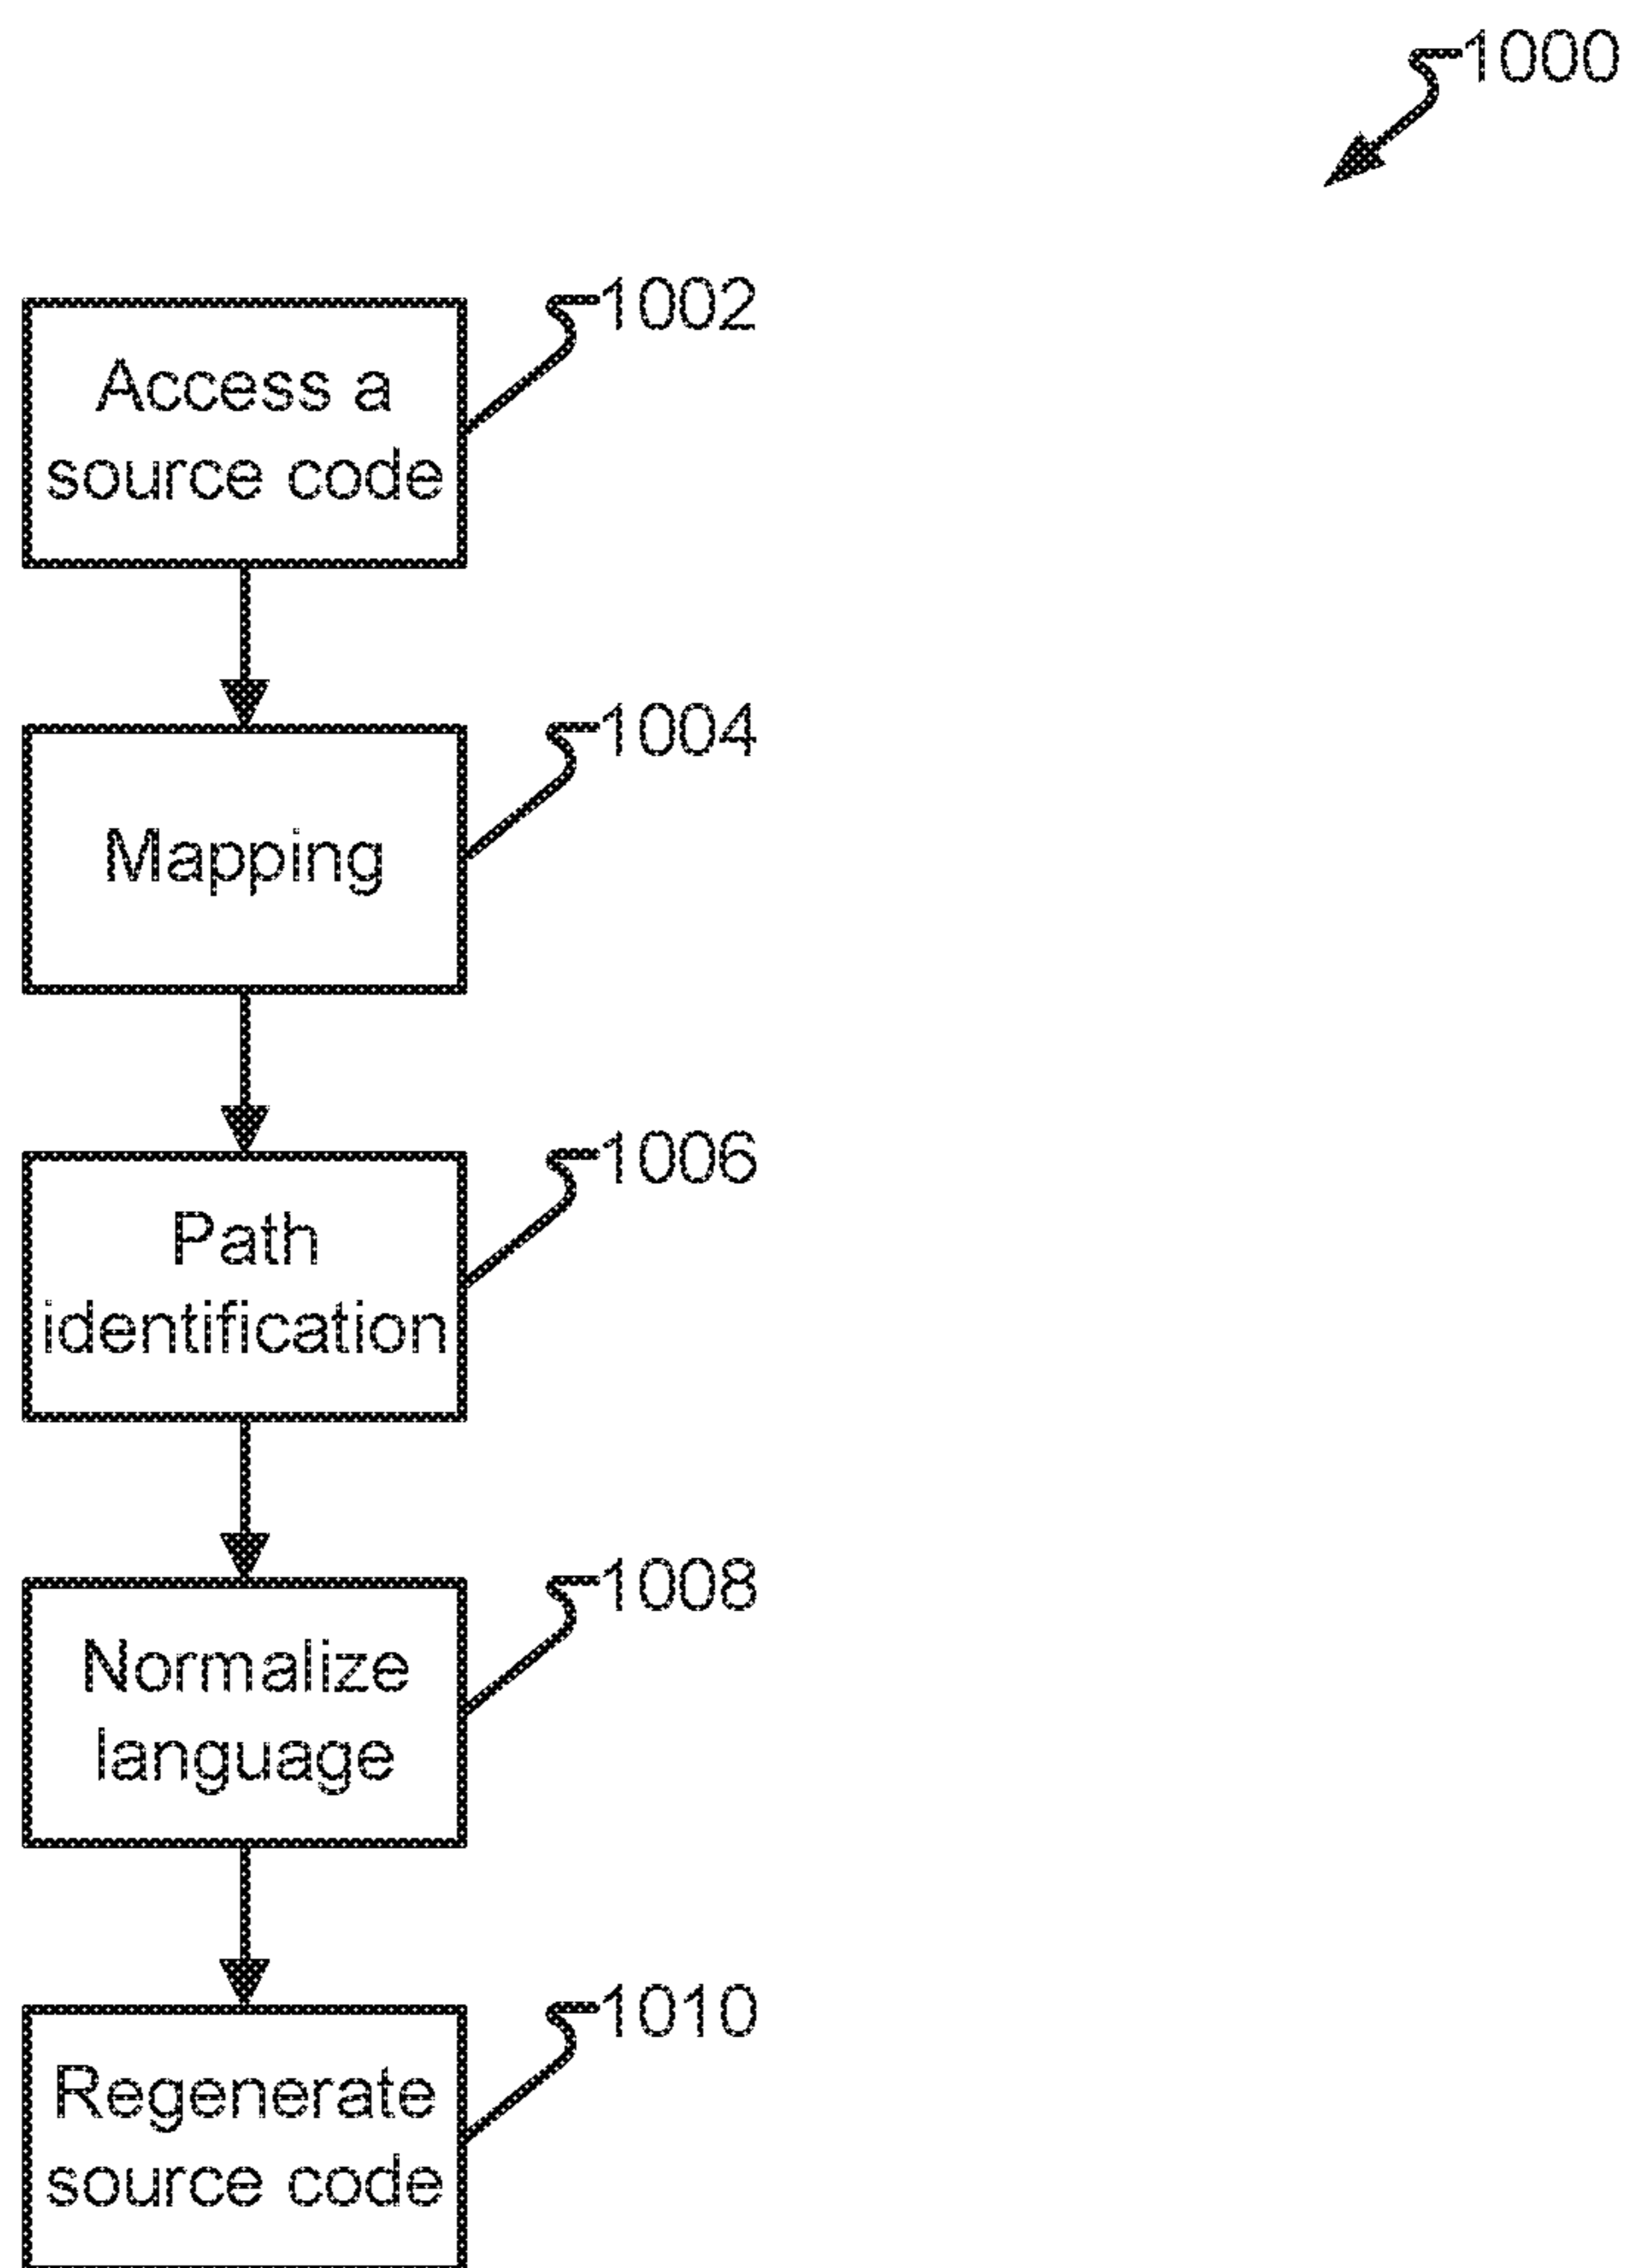 1000
1002
Access a
source code
1004
Mapping
1006
Path
identification
1008
Normalize
language
1010
Regenerate
source code